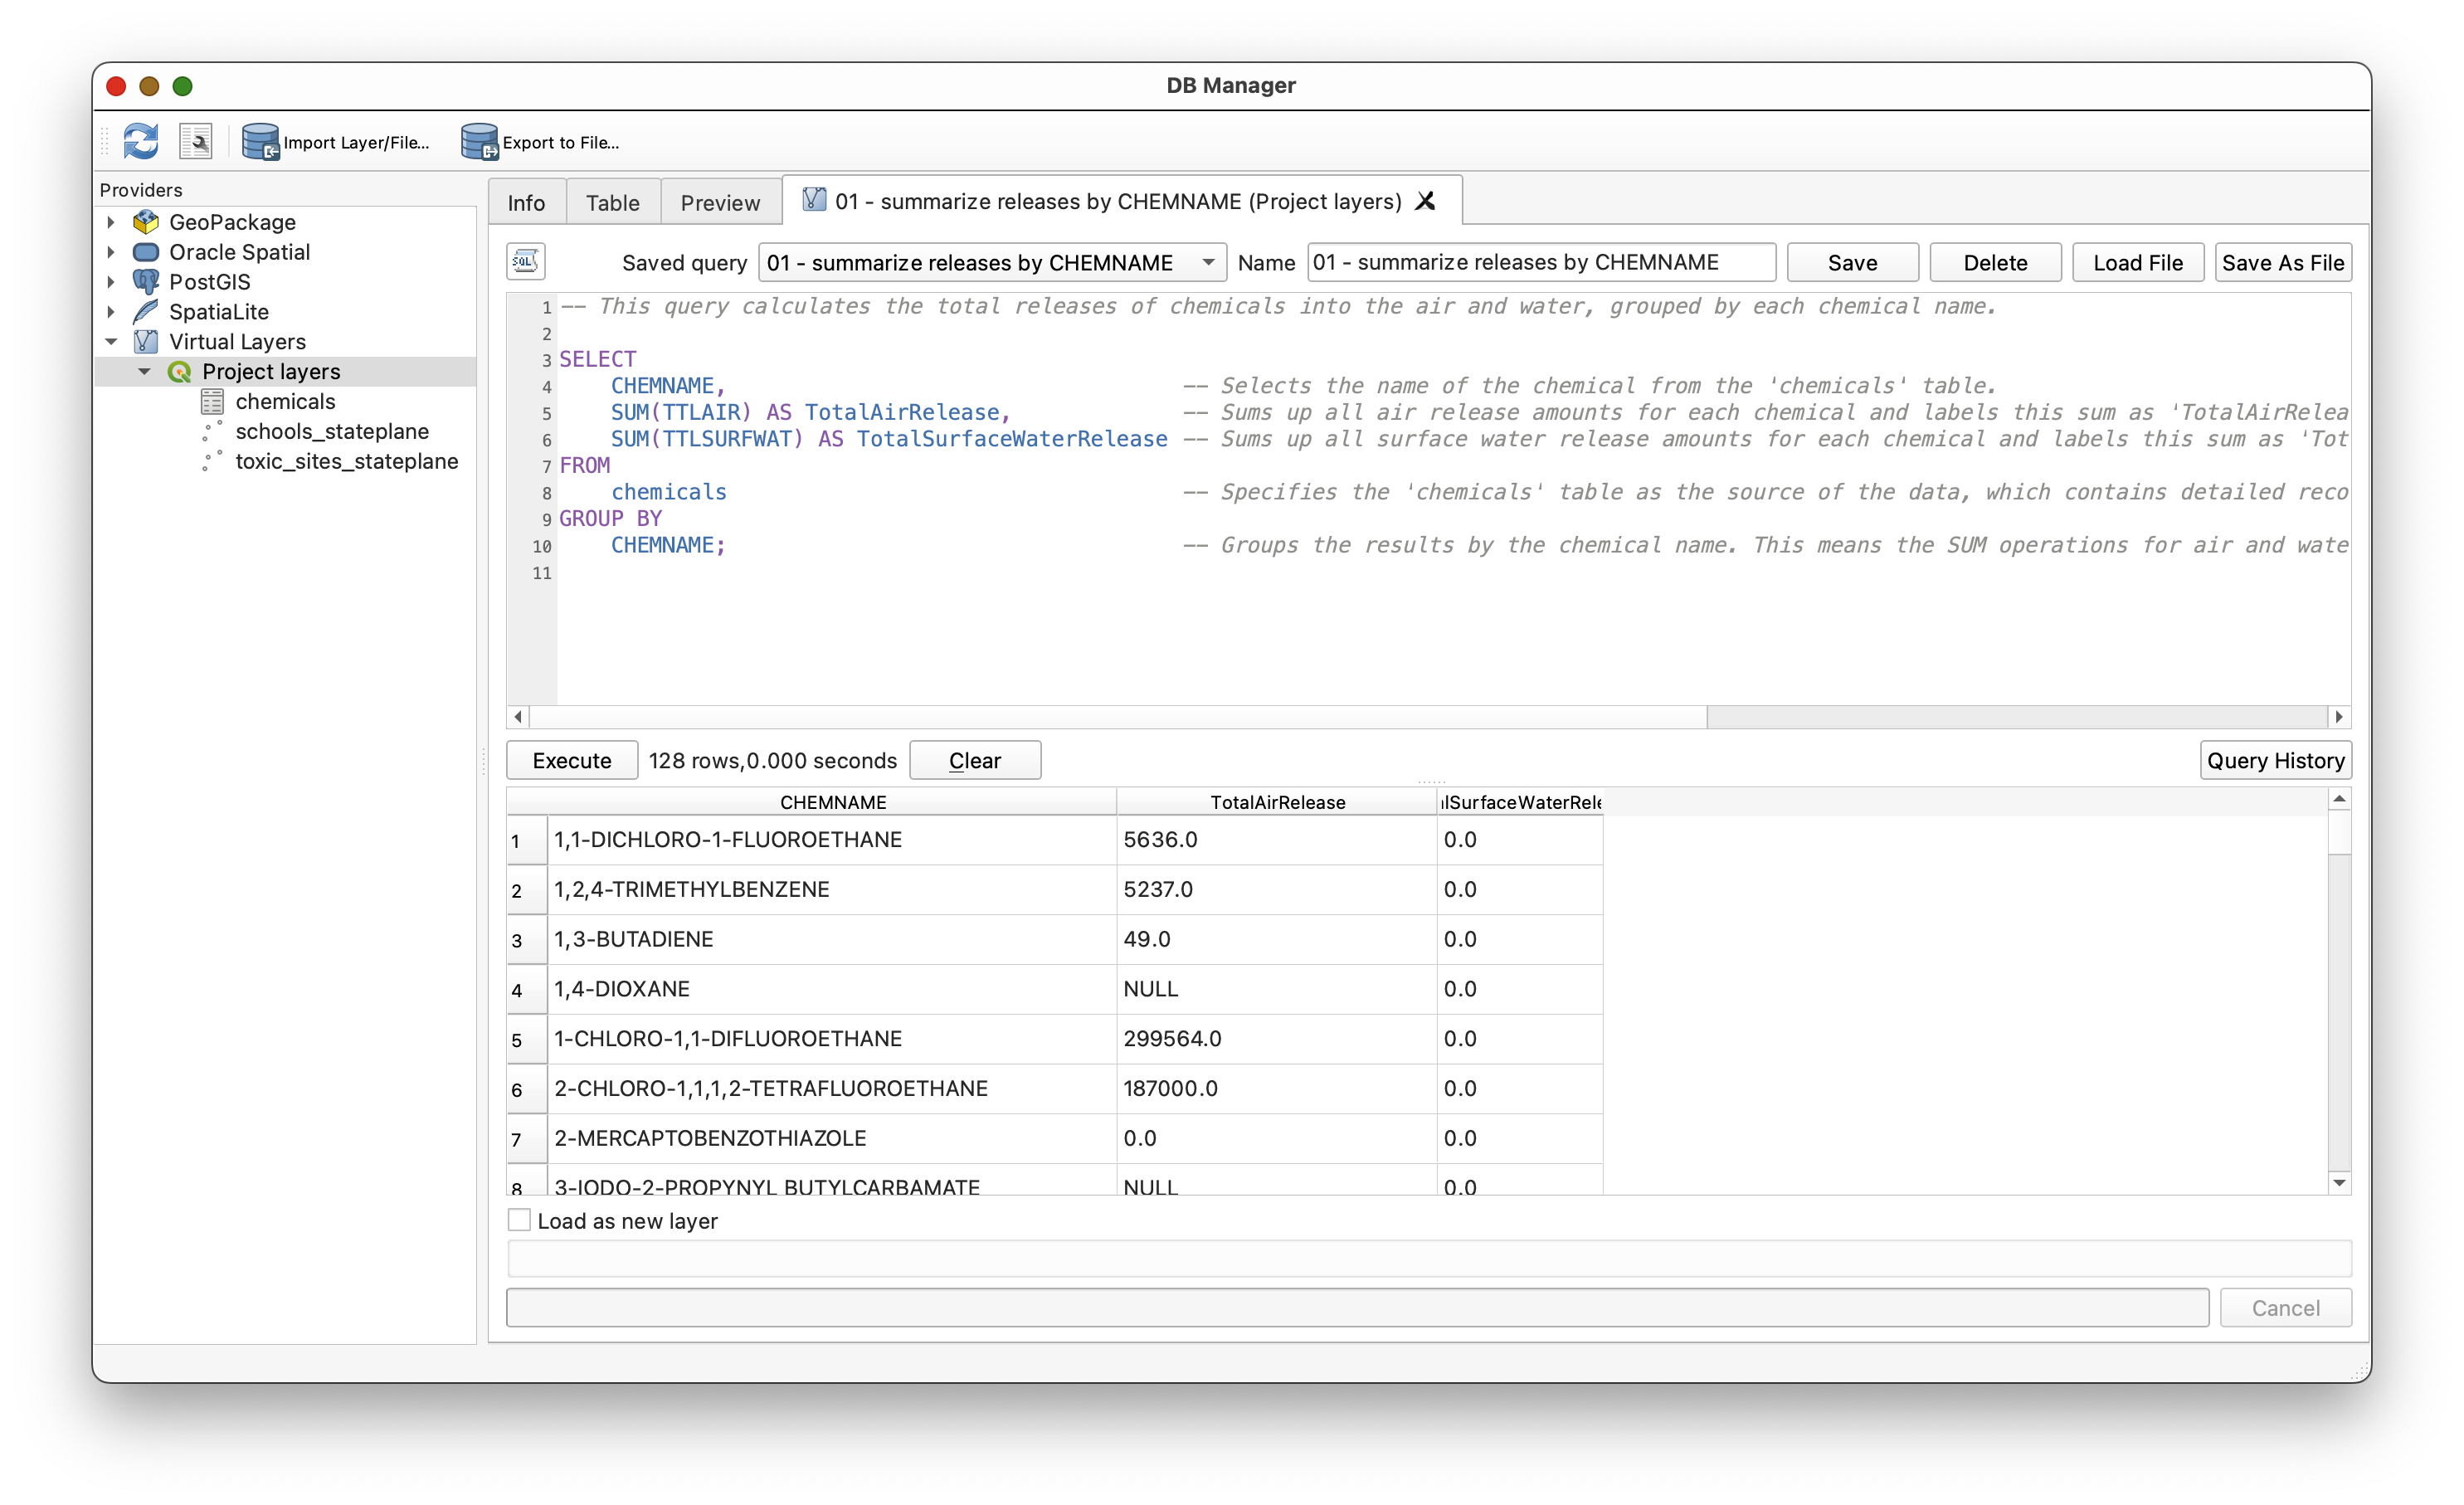 DB Manager
Import Layer/File...
Export to File...
Providers
GeoPackage
Oracle Spatial
PostGIS
SpatiaLite
Virtual Layers
Project layers
chemicals
schools_stateplane
toxic_sites_stateplane
Info
Table
Preview
01 - summarize releases by CHEMNAME (Project layers)
SQL
Saved query
01 - summarize releases by CHEMNAME
Name
01 - summarize releases by CHEMNAME
Save
Delete
Load File
Save As File
1 -- This query calculates the total releases of chemicals into the air and water, grouped by each chemical name.
2
3 SELECT
4 CHEMNAME, -- Selects the name of the chemical from the 'chemicals' table.
5 SUM(TTLAIR) AS TotalAirRelease, -- Sums up all air release amounts for each chemical and labels this sum as 'TotalAirRelea
6 SUM(TTLSURFWAT) AS TotalSurfaceWaterRelease -- Sums up all surface water release amounts for each chemical and labels this sum as 'Tot
7 FROM
8 chemicals -- Specifies the 'chemicals' table as the source of the data, which contains detailed reco
9 GROUP BY
10 CHEMNAME; -- Groups the results by the chemical name. This means the SUM operations for air and wate
11
Execute
128 rows,0.000 seconds
Clear
Query History
CHEMNAME TotalAirRelease lSurfaceWaterRele
1 1,1-DICHLORO-1-FLUOROETHANE 5636.0 0.0
2 1,2,4-TRIMETHYLBENZENE 5237.0 0.0
3 1,3-BUTADIENE 49.0 0.0
4 1,4-DIOXANE NULL 0.0
5 1-CHLORO-1,1-DIFLUOROETHANE 299564.0 0.0
6 2-CHLORO-1,1,1,2-TETRAFLUOROETHANE 187000.0 0.0
7 2-MERCAPTOBENZOTHIAZOLE 0.0 0.0
8 3-IODO-2-PROPYNYL BUTYLCARBAMATE NULL 0.0
Load as new layer
Cancel